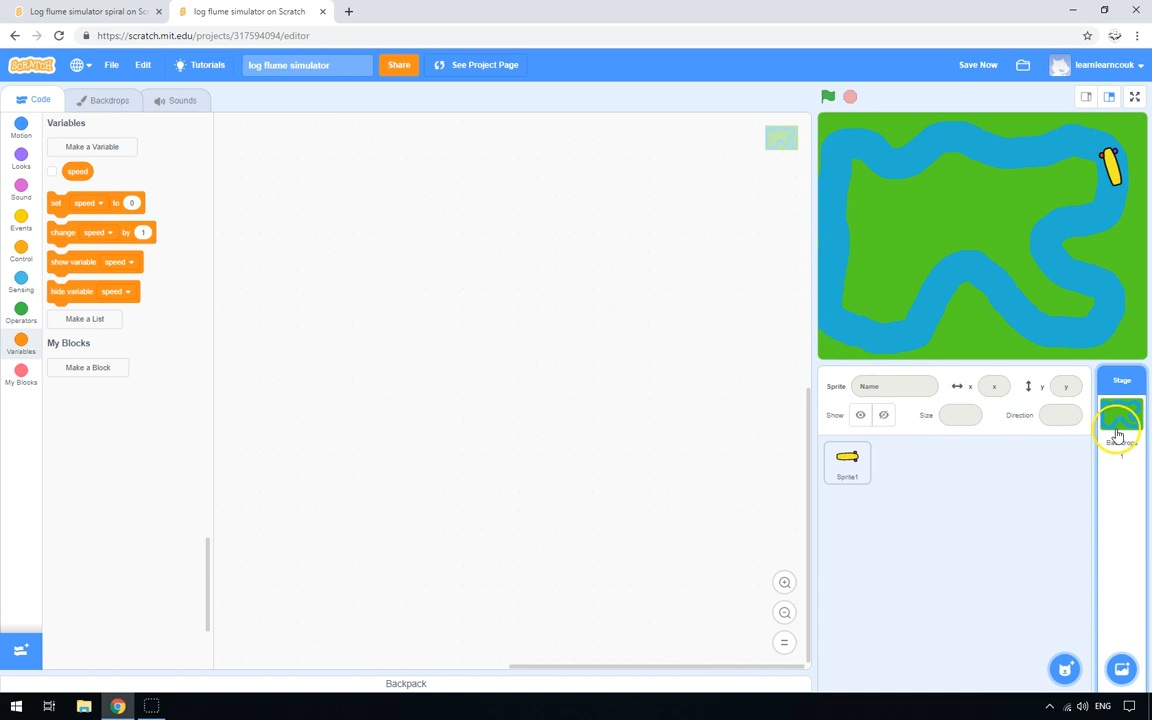 Log flume simulator spiral on Scr
log flume simulator on Scratch
https://scratch.mit.edu/projects/317594094/editor
SCRATCH
File
Edit
Tutorials
log flume simulator
Share
See Project Page
Save Now
learnlearncouk
Code
Backdrops
Sounds
Motion
Looks
Sound
Events
Control
Sensing
Operators
Variables
My Blocks
Variables
Make a Variable
speed
set speed to 0
change speed by 1
show variable speed
hide variable speed
Make a List
My Blocks
Make a Block
Backpack
Sprite Name x x y y
Show Size Direction
Sprite1
Stage
Backdrops
1
ENG